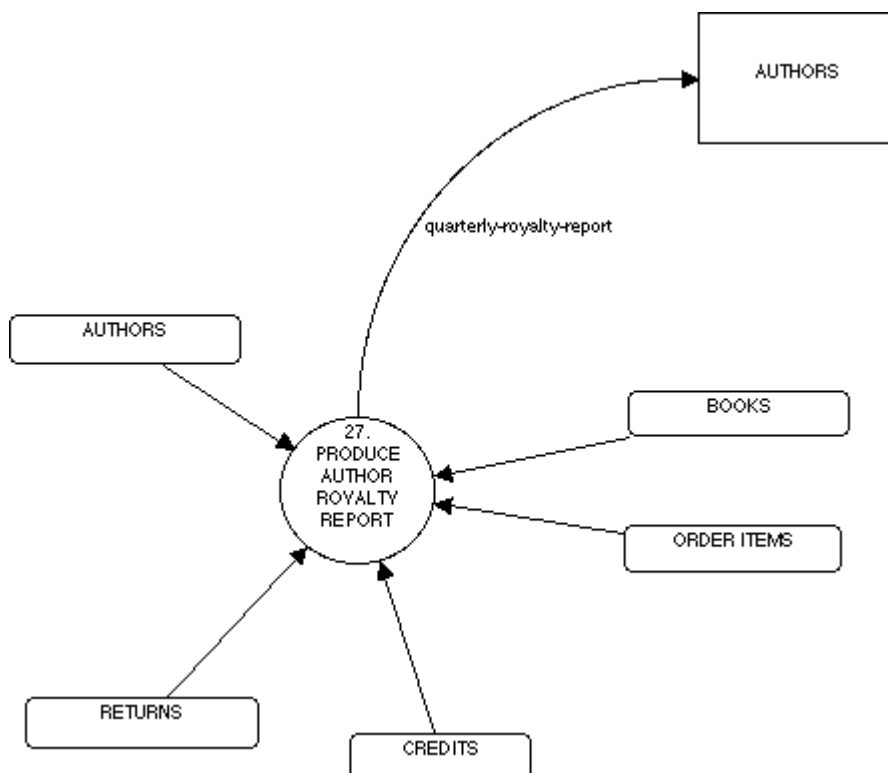 AUTHORS
quarterly-royalty-report
AUTHORS
BOOKS
27.
PRODUCE
AUTHOR
ROYALTY
REPORT
ORDER ITEMS
RETURNS
CREDITS